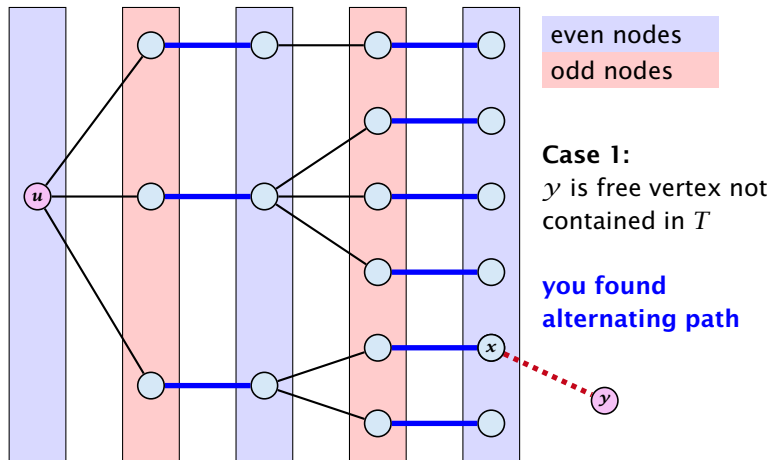 even nodes
odd nodes
Case 1:
y is free vertex not
contained in T
you found
alternating path
u
x
y